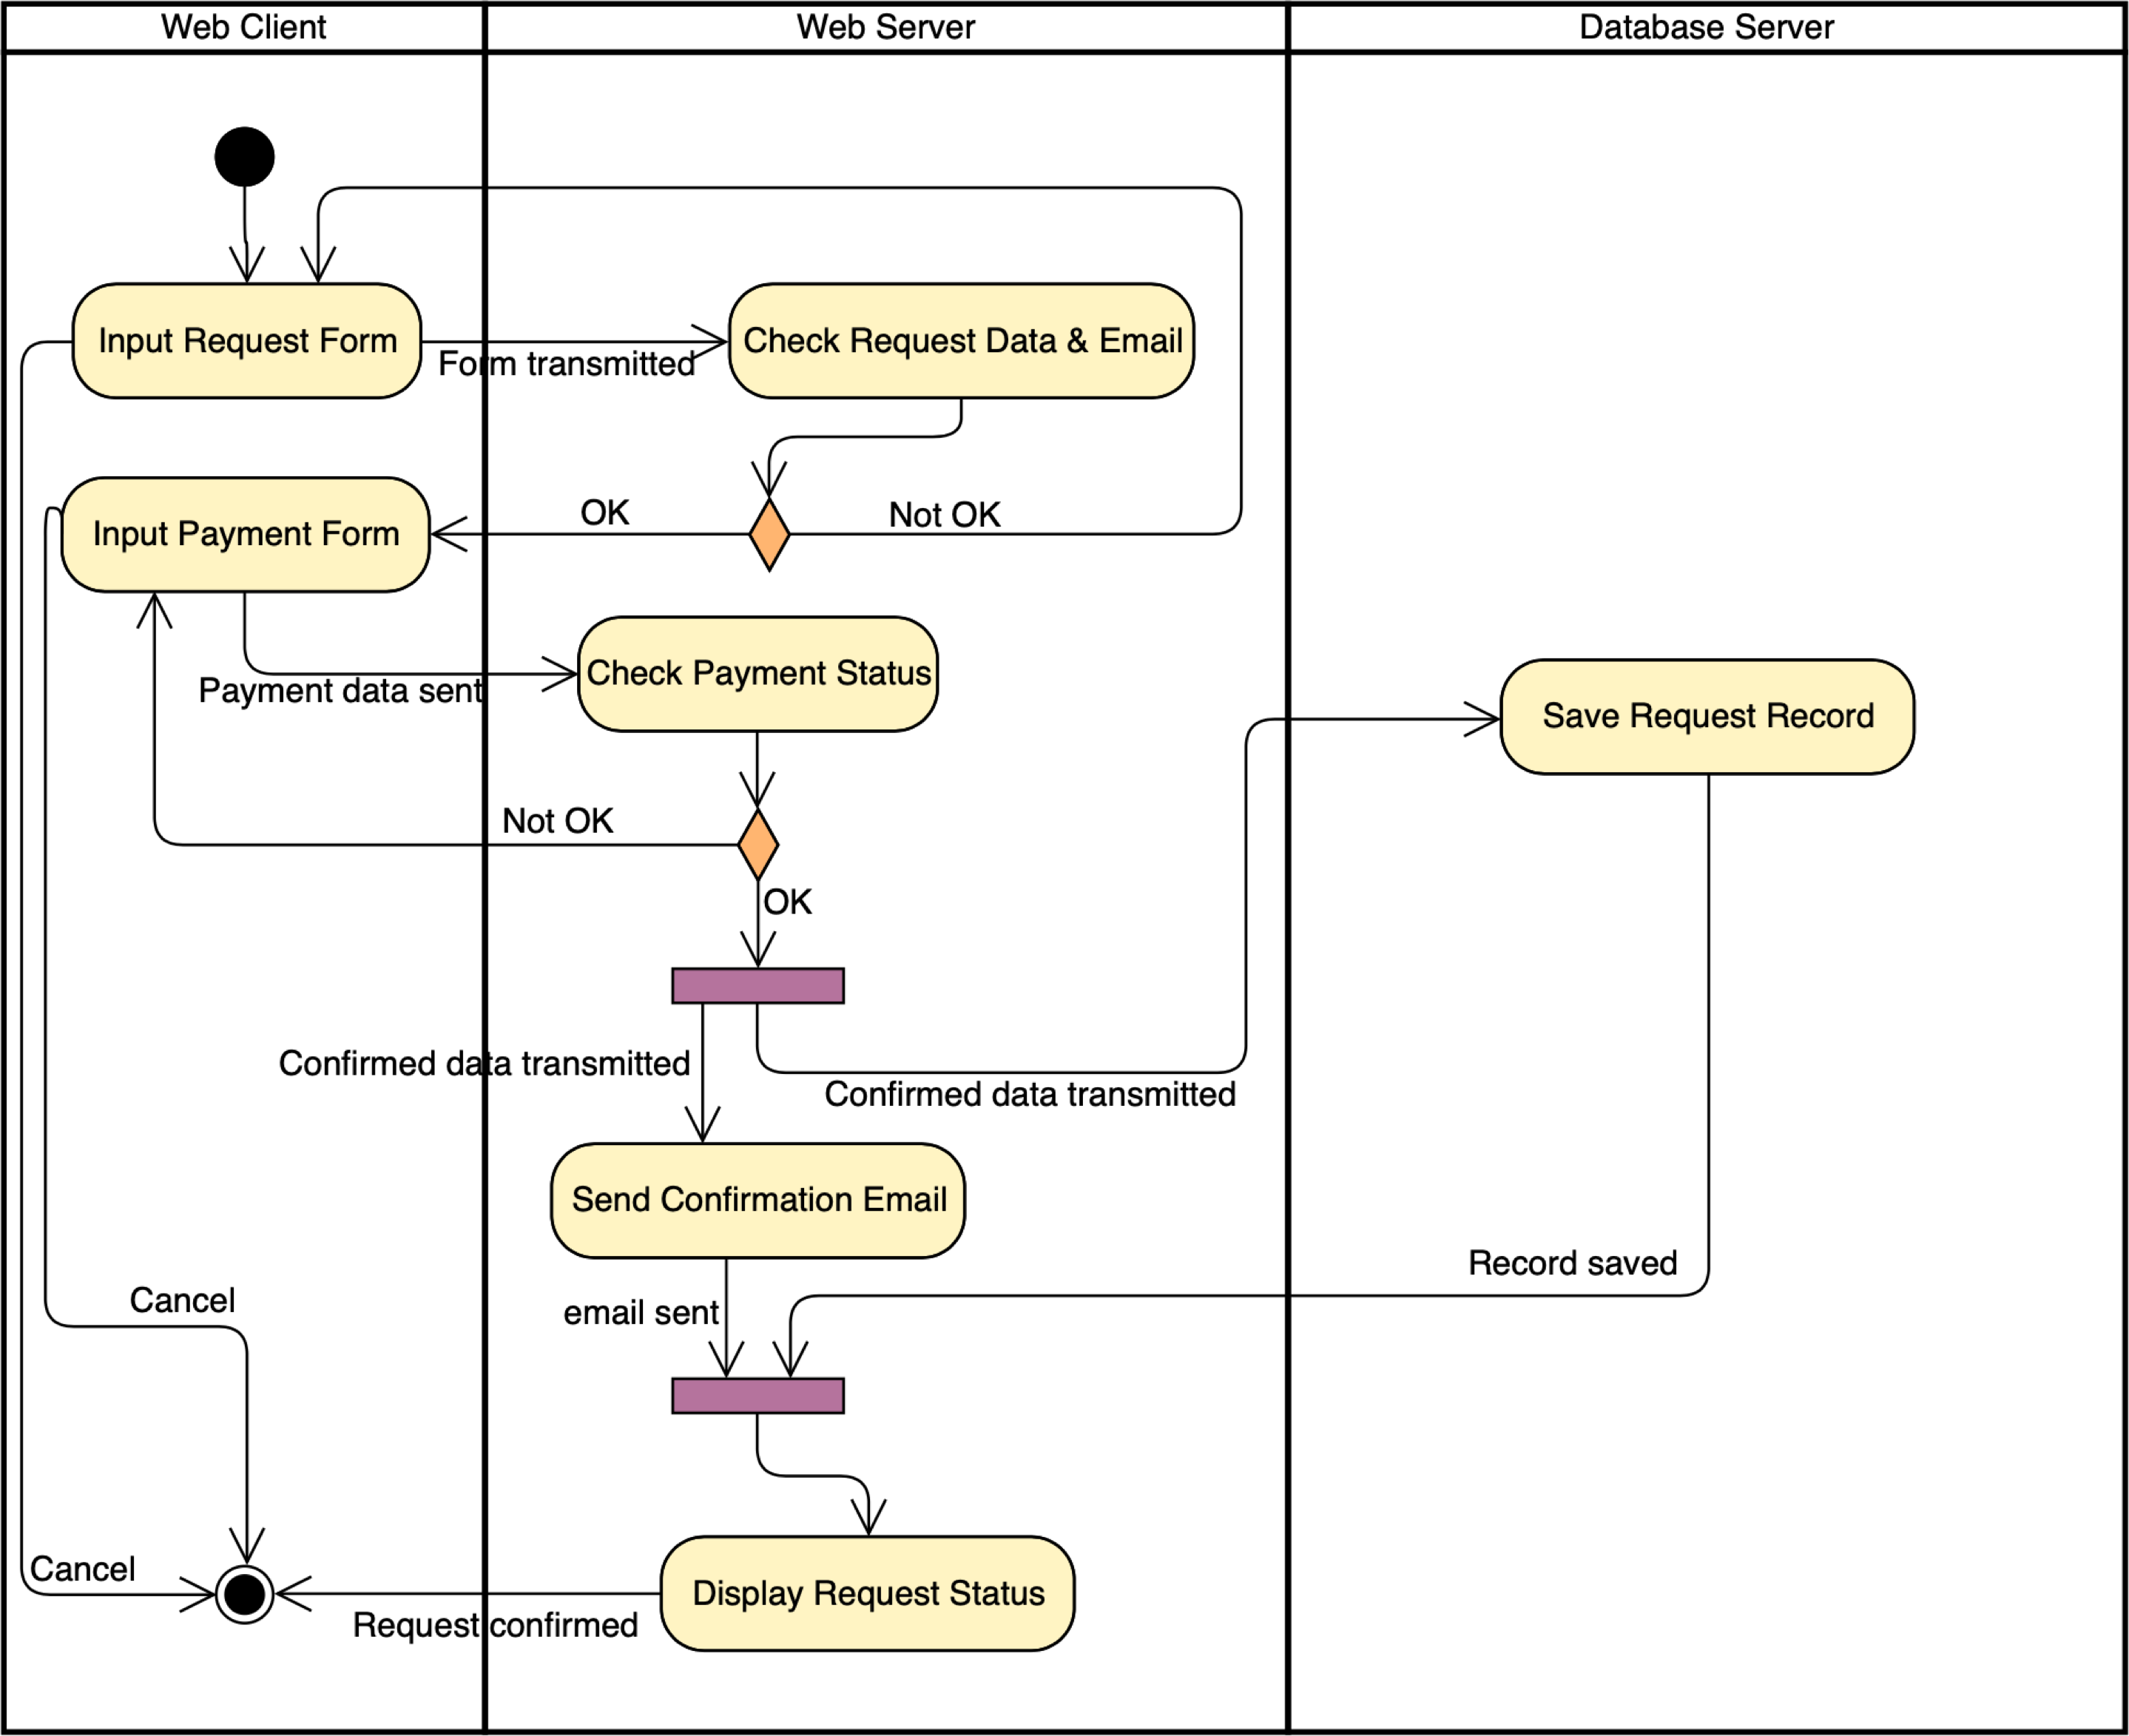 Web Client
Web Server
Database Server
Input Request Form
Form transmitted
Check Request Data & Email
OK
Not OK
Input Payment Form
Payment data sent
Check Payment Status
Save Request Record
Not OK
OK
Confirmed data transmitted
Confirmed data transmitted
Send Confirmation Email
Record saved
Cancel
email sent
Cancel
Display Request Status
Request confirmed